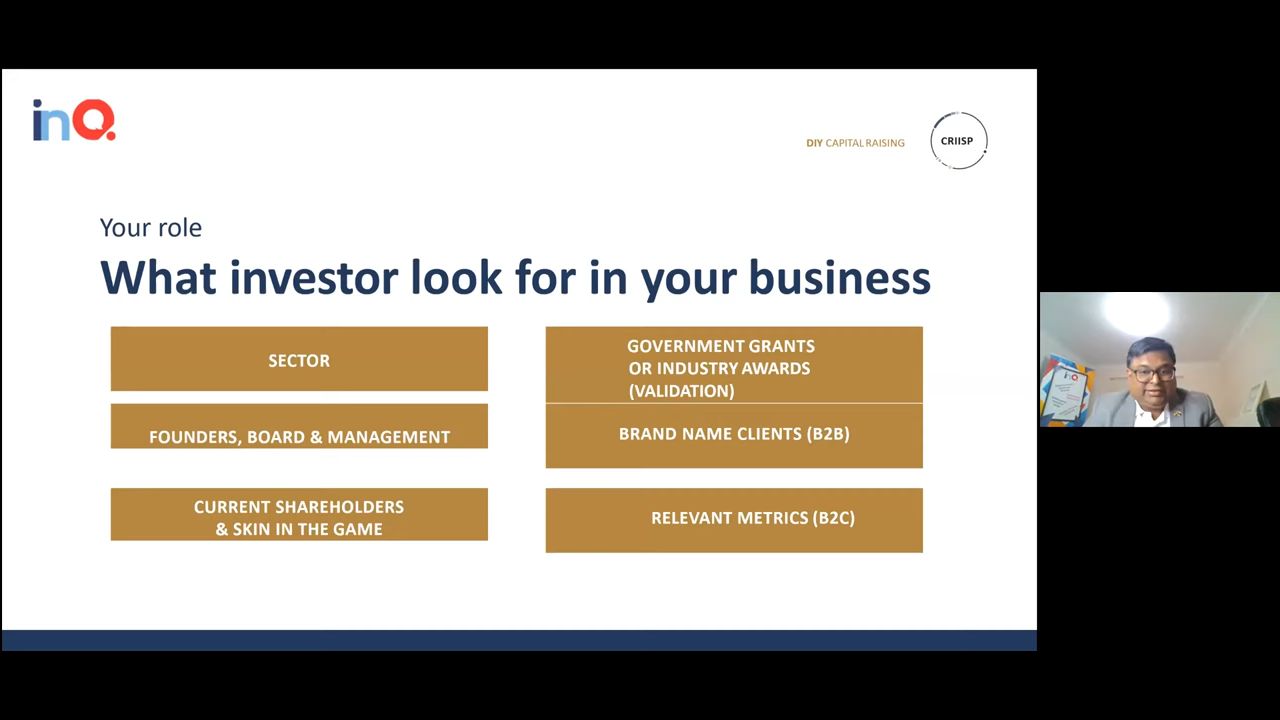 inQ.
DIY CAPITAL RAISING
CRIISP
Your role
What investor look for in your business
SECTOR
GOVERNMENT GRANTS
OR INDUSTRY AWARDS
(VALIDATION)
FOUNDERS, BOARD & MANAGEMENT
BRAND NAME CLIENTS (B2B)
CURRENT SHAREHOLDERS
& SKIN IN THE GAME
RELEVANT METRICS (B2C)
inQ